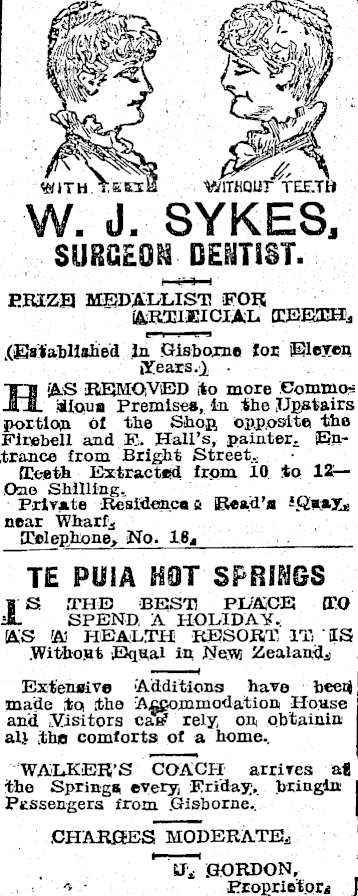 WITH TEETH
WITHOUT TEETH
W. J. SYKES,
SURGEON DENTIST.
PRIZE MEDALLIST FOR
ARTIFICIAL TEETH,
(Established in Gisborne for Eleven
Years.)
HAS REMOVED to more Commo-
dious Premises, in the Upstairs
portion of the Shop opposite the
Firebell and F. Hall's, painter. En-
trance from Bright Street.
Teeth Extracted from 10 to 12—
One Shilling.
Private Residence: Read's Quay,
near Wharf.
Telephone, No. 18.
TE PUIA HOT SPRINGS
IS THE BEST PLACE TO
SPEND A HOLIDAY.
AS A HEALTH RESORT IT IS
Without Equal in New Zealand.
Extensive Additions have been
made to the Accommodation House
and Visitors can rely on obtainin
all the comforts of a home.
WALKER'S COACH arrives at
the Springs every Friday, bringin
Passengers from Gisborne.
CHARGES MODERATE.
J. GORDON,
Proprietor.